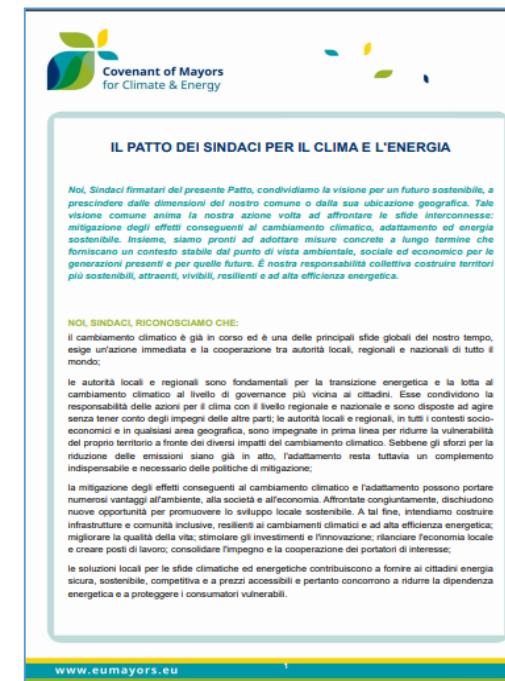 Covenant of Mayors
for Climate & Energy
IL PATTO DEI SINDACI PER IL CLIMA E L'ENERGIA
Noi, Sindaci firmatari del presente Patto, condividiamo la visione per un futuro sostenibile, a
prescindere dalle dimensioni del nostro comune o dalla sua ubicazione geografica. Tale
visione comune anima la nostra azione volta ad affrontare le sfide interconnesse:
mitigazione degli effetti conseguenti al cambiamento climatico, adattamento ed energia
sostenibile. Insieme, siamo pronti ad adottare misure concrete a lungo termine che
forniscano un contesto stabile dal punto di vista ambientale, sociale ed economico per le
generazioni presenti e per quelle future. È nostra responsabilità collettiva costruire territori
più sostenibili, attraenti, vivibili, resilienti e ad alta efficienza energetica.
NOI, SINDACI, RICONOSCIAMO CHE:
il cambiamento climatico è già in corso ed è una delle principali sfide globali del nostro tempo,
esige un'azione immediata e la cooperazione tra autorità locali, regionali e nazionali di tutto il
mondo;
le autorità locali e regionali sono fondamentali per la transizione energetica e la lotta al
cambiamento climatico al livello di governance più vicina ai cittadini. Esse condividono la
responsabilità delle azioni per il clima con il livello regionale e nazionale e sono disposte ad agire
senza tener conto degli impegni delle altre parti; le autorità locali e regionali, in tutti i contesti socio-
economici e in qualsiasi area geografica, sono impegnate in prima linea per ridurre la vulnerabilità
del proprio territorio a fronte dei diversi impatti del cambiamento climatico. Sebbene gli sforzi per la
riduzione delle emissioni siano già in atto, l'adattamento resta tuttavia un complemento
indispensabile e necessario delle politiche di mitigazione;
la mitigazione degli effetti conseguenti al cambiamento climatico e l'adattamento possono portare
numerosi vantaggi all'ambiente, alla società e all'economia. Affrontate congiuntamente, dischiudono
nuove opportunità per promuovere lo sviluppo locale sostenibile. A tal fine, intendiamo costruire
infrastrutture e comunità inclusive, resilienti ai cambiamenti climatici e ad alta efficienza energetica;
migliorare la qualità della vita; stimolare gli investimenti e l'innovazione; rilanciare l'economia locale
e creare posti di lavoro; consolidare l'impegno e la cooperazione dei portatori di interesse;
le soluzioni locali per le sfide climatiche ed energetiche contribuiscono a fornire ai cittadini energia
sicura, sostenibile, competitiva e a prezzi accessibili e pertanto concorrono a ridurre la dipendenza
energetica e a proteggere i consumatori vulnerabili.
www.eumayors.eu
1